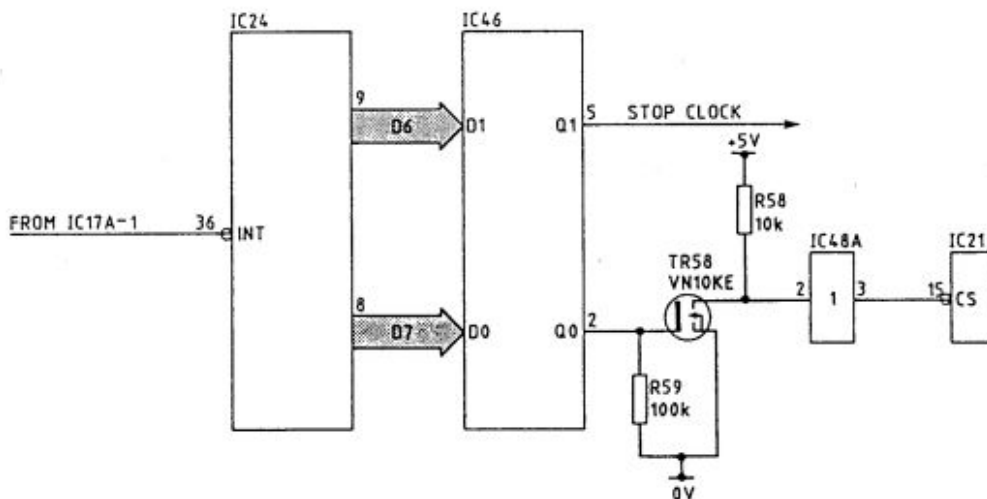 IC24
IC46
9
D6
D1
Q1
5
STOP CLOCK
+5V
R58
10k
FROM IC17A-1
36
INT
IC48A
IC21
TR58
VN10KE
2
1
3
15
CS
8
D7
D0
Q0
2
R59
100k
0V